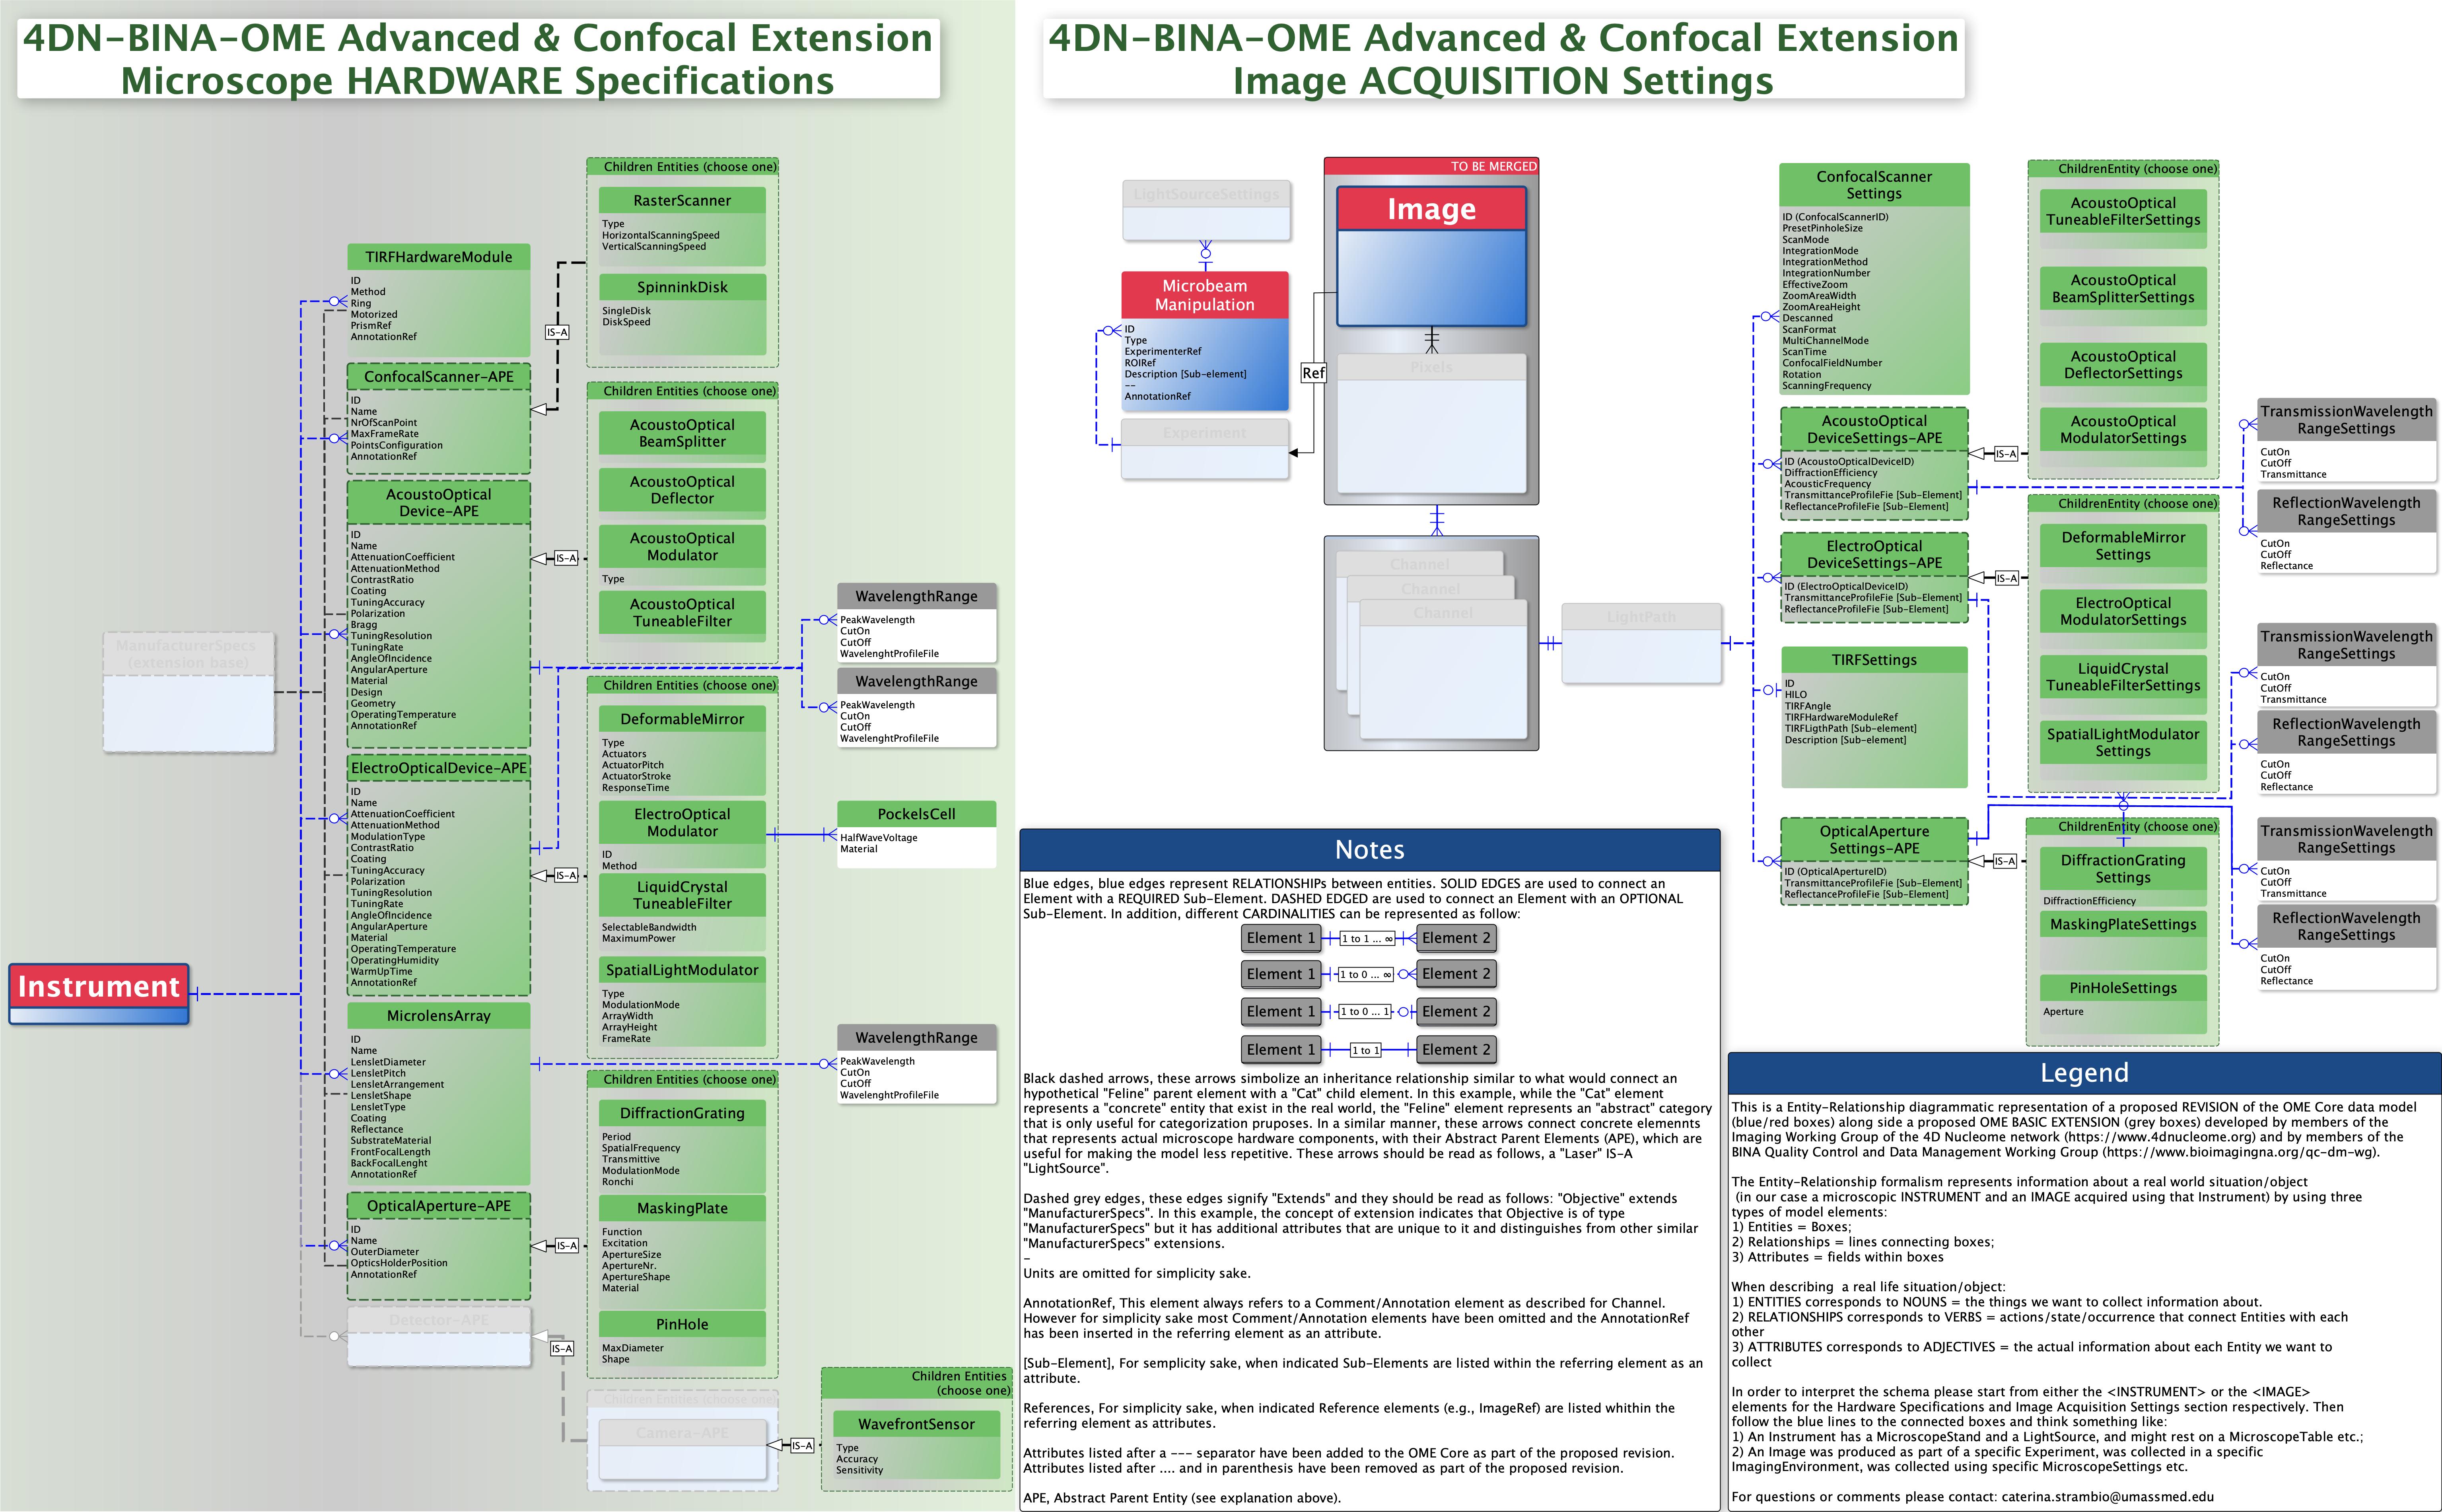 4DN-BINA-OME Advanced & Confocal Extension
Microscope HARDWARE Specifications
Children Entities (choose one)
RasterScanner
Type
HorizontalScanningSpeed
VerticalScanningSpeed
SpinninkDisk
SingleDisk
DiskSpeed
TIRFHardwareModule
ID
Method
Ring
Motorized
PrismRef
AnnotationRef
IS-A
ConfocalScanner-APE
ID
Name
NrOfScanPoint
MaxFrameRate
PointsConfiguration
AnnotationRef
Children Entities (choose one)
AcoustoOptical
BeamSplitter
AcoustoOptical
Deflector
AcoustoOptical
Modulator
Type
AcoustoOptical
TuneableFilter
AcoustoOptical
Device-APE
ID
Name
AttenuationCoefficient
AttenuationMethod
ContrastRatio
Coating
TuningAccuracy
Polarization
Bragg
TuningResolution
TuningRate
AngleOfIncidence
AngularAperture
Material
Design
Geometry
OperatingTemperature
AnnotationRef
IS-A
WavelengthRange
PeakWavelength
CutOn
CutOff
WavelenghtProfileFile
WavelengthRange
PeakWavelength
CutOn
CutOff
WavelenghtProfileFile
ManufacturerSpecs
(extension base)
Children Entities (choose one)
DeformableMirror
Type
Actuators
ActuatorPitch
ActuatorStroke
ResponseTime
ElectroOptical
Modulator
ID
Method
LiquidCrystal
TuneableFilter
SelectableBandwidth
MaximumPower
SpatialLightModulator
Type
ModulationMode
ArrayWidth
ArrayHeight
FrameRate
PockelsCell
HalfWaveVoltage
Material
ElectroOpticalDevice-APE
ID
Name
AttenuationCoefficient
AttenuationMethod
ModulationType
ContrastRatio
Coating
TuningAccuracy
Polarization
TuningResolution
TuningRate
AngleOfIncidence
AngularAperture
Material
OperatingTemperature
OperatingHumidity
WarmUpTime
AnnotationRef
IS-A
Instrument
MicrolensArray
ID
Name
LensletDiameter
LensletPitch
LensletArrangement
LensletShape
LensletType
Coating
Reflectance
SubstrateMaterial
FrontFocalLength
BackFocalLenght
AnnotationRef
WavelengthRange
PeakWavelength
CutOn
CutOff
WavelenghtProfileFile
Children Entities (choose one)
DiffractionGrating
Period
SpatialFrequency
Transmittive
ModulationMode
Ronchi
MaskingPlate
Function
Excitation
ApertureSize
ApertureNr.
ApertureShape
Material
PinHole
MaxDiameter
Shape
OpticalAperture-APE
ID
Name
OuterDiameter
OpticsHolderPosition
AnnotationRef
IS-A
Detector-APE
IS-A
Children Entities (choose one)
Camera-APE
IS-A
Children Entities
(choose one)
WavefrontSensor
Type
Accuracy
Sensitivity
4DN-BINA-OME Advanced & Confocal Extension
Image ACQUISITION Settings
LightSourceSettings
Microbeam
Manipulation
ID
Type
ExperimenterRef
ROIRef
Description [Sub-element]
--
AnnotationRef
Experiment
Ref
TO BE MERGED
Image
Pixels
Channel
Channel
Channel
LightPath
ConfocalScanner
Settings
ID (ConfocalScannerID)
PresetPinholeSize
ScanMode
IntegrationMode
IntegrationMethod
IntegrationNumber
EffectiveZoom
ZoomAreaWidth
ZoomAreaHeight
Descanned
ScanFormat
MultiChannelMode
ScanTime
ConfocalFieldNumber
Rotation
ScanningFrequency
AcoustoOptical
DeviceSettings-APE
ID (AcoustoOpticalDeviceID)
DiffractionEfficiency
AcousticFrequency
TransmittanceProfileFie [Sub-Element]
ReflectanceProfileFie [Sub-Element]
IS-A
ElectroOptical
DeviceSettings-APE
ID (ElectroOpticalDeviceID)
TransmittanceProfileFie [Sub-Element]
ReflectanceProfileFie [Sub-Element]
IS-A
TIRFSettings
ID
HILO
TIRFAngle
TIRFHardwareModuleRef
TIRFLigthPath [Sub-element]
Description [Sub-element]
OpticalAperture
Settings-APE
ID (OpticalApertureID)
TransmittanceProfileFie [Sub-Element]
ReflectanceProfileFie [Sub-Element]
IS-A
ChildrenEntity (choose one)
AcoustoOptical
TuneableFilterSettings
AcoustoOptical
BeamSplitterSettings
AcoustoOptical
DeflectorSettings
AcoustoOptical
ModulatorSettings
ChildrenEntity (choose one)
DeformableMirror
Settings
ElectroOptical
ModulatorSettings
LiquidCrystal
TuneableFilterSettings
SpatialLightModulator
Settings
ChildrenEntity (choose one)
DiffractionGrating
Settings
DiffractionEfficiency
MaskingPlateSettings
PinHoleSettings
Aperture
TransmissionWavelength
RangeSettings
CutOn
CutOff
Transmittance
ReflectionWavelength
RangeSettings
CutOn
CutOff
Reflectance
TransmissionWavelength
RangeSettings
CutOn
CutOff
Transmittance
ReflectionWavelength
RangeSettings
CutOn
CutOff
Reflectance
TransmissionWavelength
RangeSettings
CutOn
CutOff
Transmittance
ReflectionWavelength
RangeSettings
CutOn
CutOff
Reflectance
Notes
Blue edges, blue edges represent RELATIONSHIPs between entities. SOLID EDGES are used to connect an
Element with a REQUIRED Sub-Element. DASHED EDGED are used to connect an Element with an OPTIONAL
Sub-Element. In addition, different CARDINALITIES can be represented as follow:
Element 1 1 to 1 ... ∞ Element 2
Element 1 1 to 0 ... ∞ Element 2
Element 1 1 to 0 ... 1 Element 2
Element 1 1 to 1 Element 2
Black dashed arrows, these arrows simbolize an inheritance relationship similar to what would connect an
hypothetical "Feline" parent element with a "Cat" child element. In this example, while the "Cat" element
represents a "concrete" entity that exist in the real world, the "Feline" element represents an "abstract" category
that is only useful for categorization pruposes. In a similar manner, these arrows connect concrete elemennts
that represents actual microscope hardware components, with their Abstract Parent Elements (APE), which are
useful for making the model less repetitive. These arrows should be read as follows, a "Laser" IS-A
"LightSource".
Dashed grey edges, these edges signify "Extends" and they should be read as follows: "Objective" extends
"ManufacturerSpecs". In this example, the concept of extension indicates that Objective is of type
"ManufacturerSpecs" but it has additional attributes that are unique to it and distinguishes from other similar
"ManufacturerSpecs" extensions.
–
Units are omitted for simplicity sake.
AnnotationRef, This element always refers to a Comment/Annotation element as described for Channel.
However for simplicity sake most Comment/Annotation elements have been omitted and the AnnotationRef
has been inserted in the referring element as an attribute.
[Sub-Element], For semplicity sake, when indicated Sub-Elements are listed within the referring element as an
attribute.
References, For simplicity sake, when indicated Reference elements (e.g., ImageRef) are listed whithin the
referring element as attributes.
Attributes listed after a --- separator have been added to the OME Core as part of the proposed revision.
Attributes listed after .... and in parenthesis have been removed as part of the proposed revision.
APE, Abstract Parent Entity (see explanation above).
Legend
This is a Entity-Relationship diagrammatic representation of a proposed REVISION of the OME Core data model
(blue/red boxes) along side a proposed OME BASIC EXTENSION (grey boxes) developed by members of the
Imaging Working Group of the 4D Nucleome network (https://www.4dnucleome.org) and by members of the
BINA Quality Control and Data Management Working Group (https://www.bioimagingna.org/qc-dm-wg).
The Entity-Relationship formalism represents information about a real world situation/object
(in our case a microscopic INSTRUMENT and an IMAGE acquired using that Instrument) by using three
types of model elements:
1) Entities = Boxes;
2) Relationships = lines connecting boxes;
3) Attributes = fields within boxes
When describing a real life situation/object:
1) ENTITIES corresponds to NOUNS = the things we want to collect information about.
2) RELATIONSHIPS corresponds to VERBS = actions/state/occurrence that connect Entities with each
other
3) ATTRIBUTES corresponds to ADJECTIVES = the actual information about each Entity we want to
collect
In order to interpret the schema please start from either the <INSTRUMENT> or the <IMAGE>
elements for the Hardware Specifications and Image Acquisition Settings section respectively. Then
follow the blue lines to the connected boxes and think something like:
1) An Instrument has a MicroscopeStand and a LightSource, and might rest on a MicroscopeTable etc.;
2) An Image was produced as part of a specific Experiment, was collected in a specific
ImagingEnvironment, was collected using specific MicroscopeSettings etc.
For questions or comments please contact: caterina.strambio@umassmed.edu